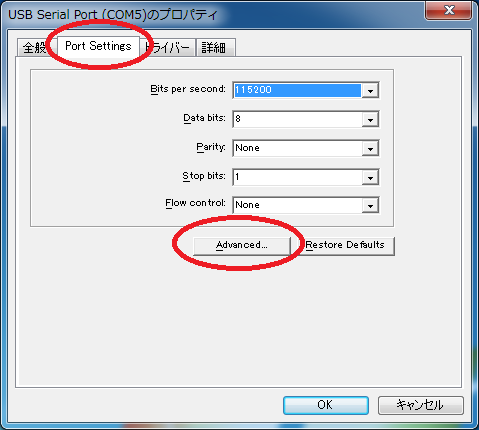 USB Serial Port (COM5)のプロパティ
全般 Port Settings ドライバー 詳細
Bits per second: 115200
Data bits: 8
Parity: None
Stop bits: 1
Flow control: None
Advanced... Restore Defaults
OK キャンセル